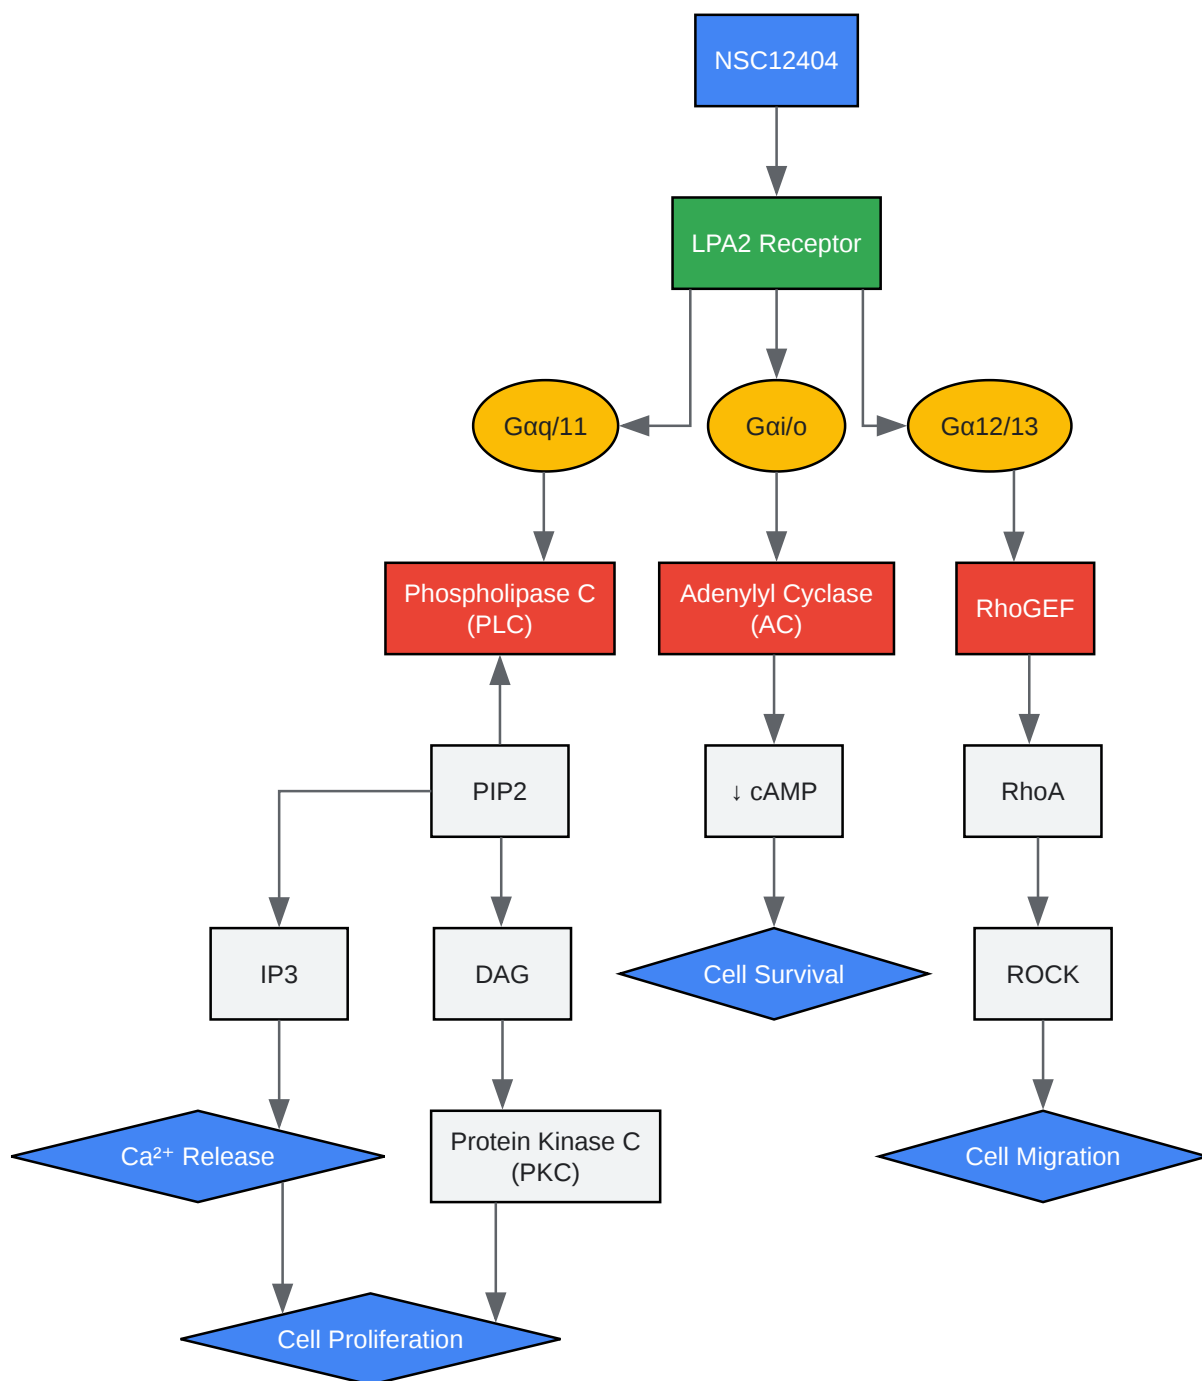 NSC12404
LPA2 Receptor
Gαq/11
Gαi/o
Gα12/13
Phospholipase C
(PLC)
Adenylyl Cyclase
(AC)
RhoGEF
PIP2
↓ cAMP
RhoA
IP3
DAG
Cell Survival
ROCK
Ca²⁺ Release
Protein Kinase C
(PKC)
Cell Migration
Cell Proliferation